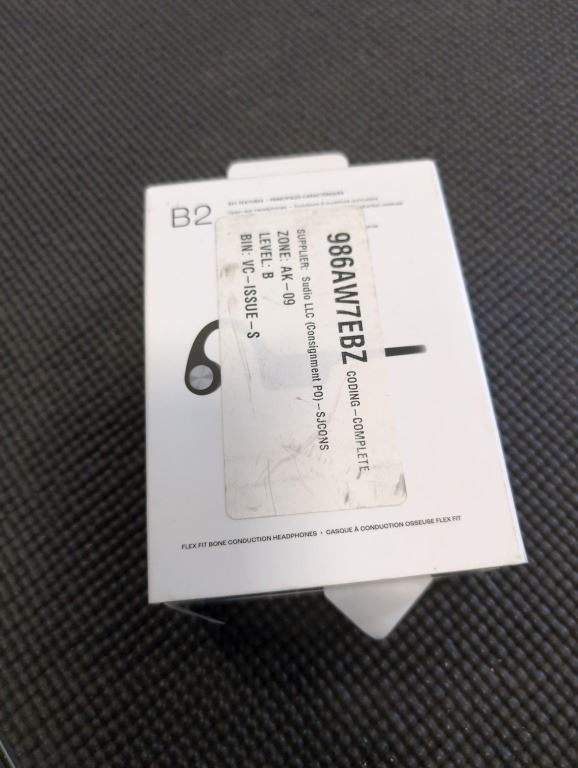 B2
KEY FEATURES • PRINCIPALES CARACTÉRISTIQUES
986AW7EBZ CODING-COMPLETE
SUPPLIER: Sudio LLC (Consignment PO)-SJCONS
ZONE: AK-09
LEVEL: B
BIN: VC-ISSUE-S
FLEX FIT BONE CONDUCTION HEADPHONES • CASQUE À CONDUCTION OSSEUSE FLEX FIT